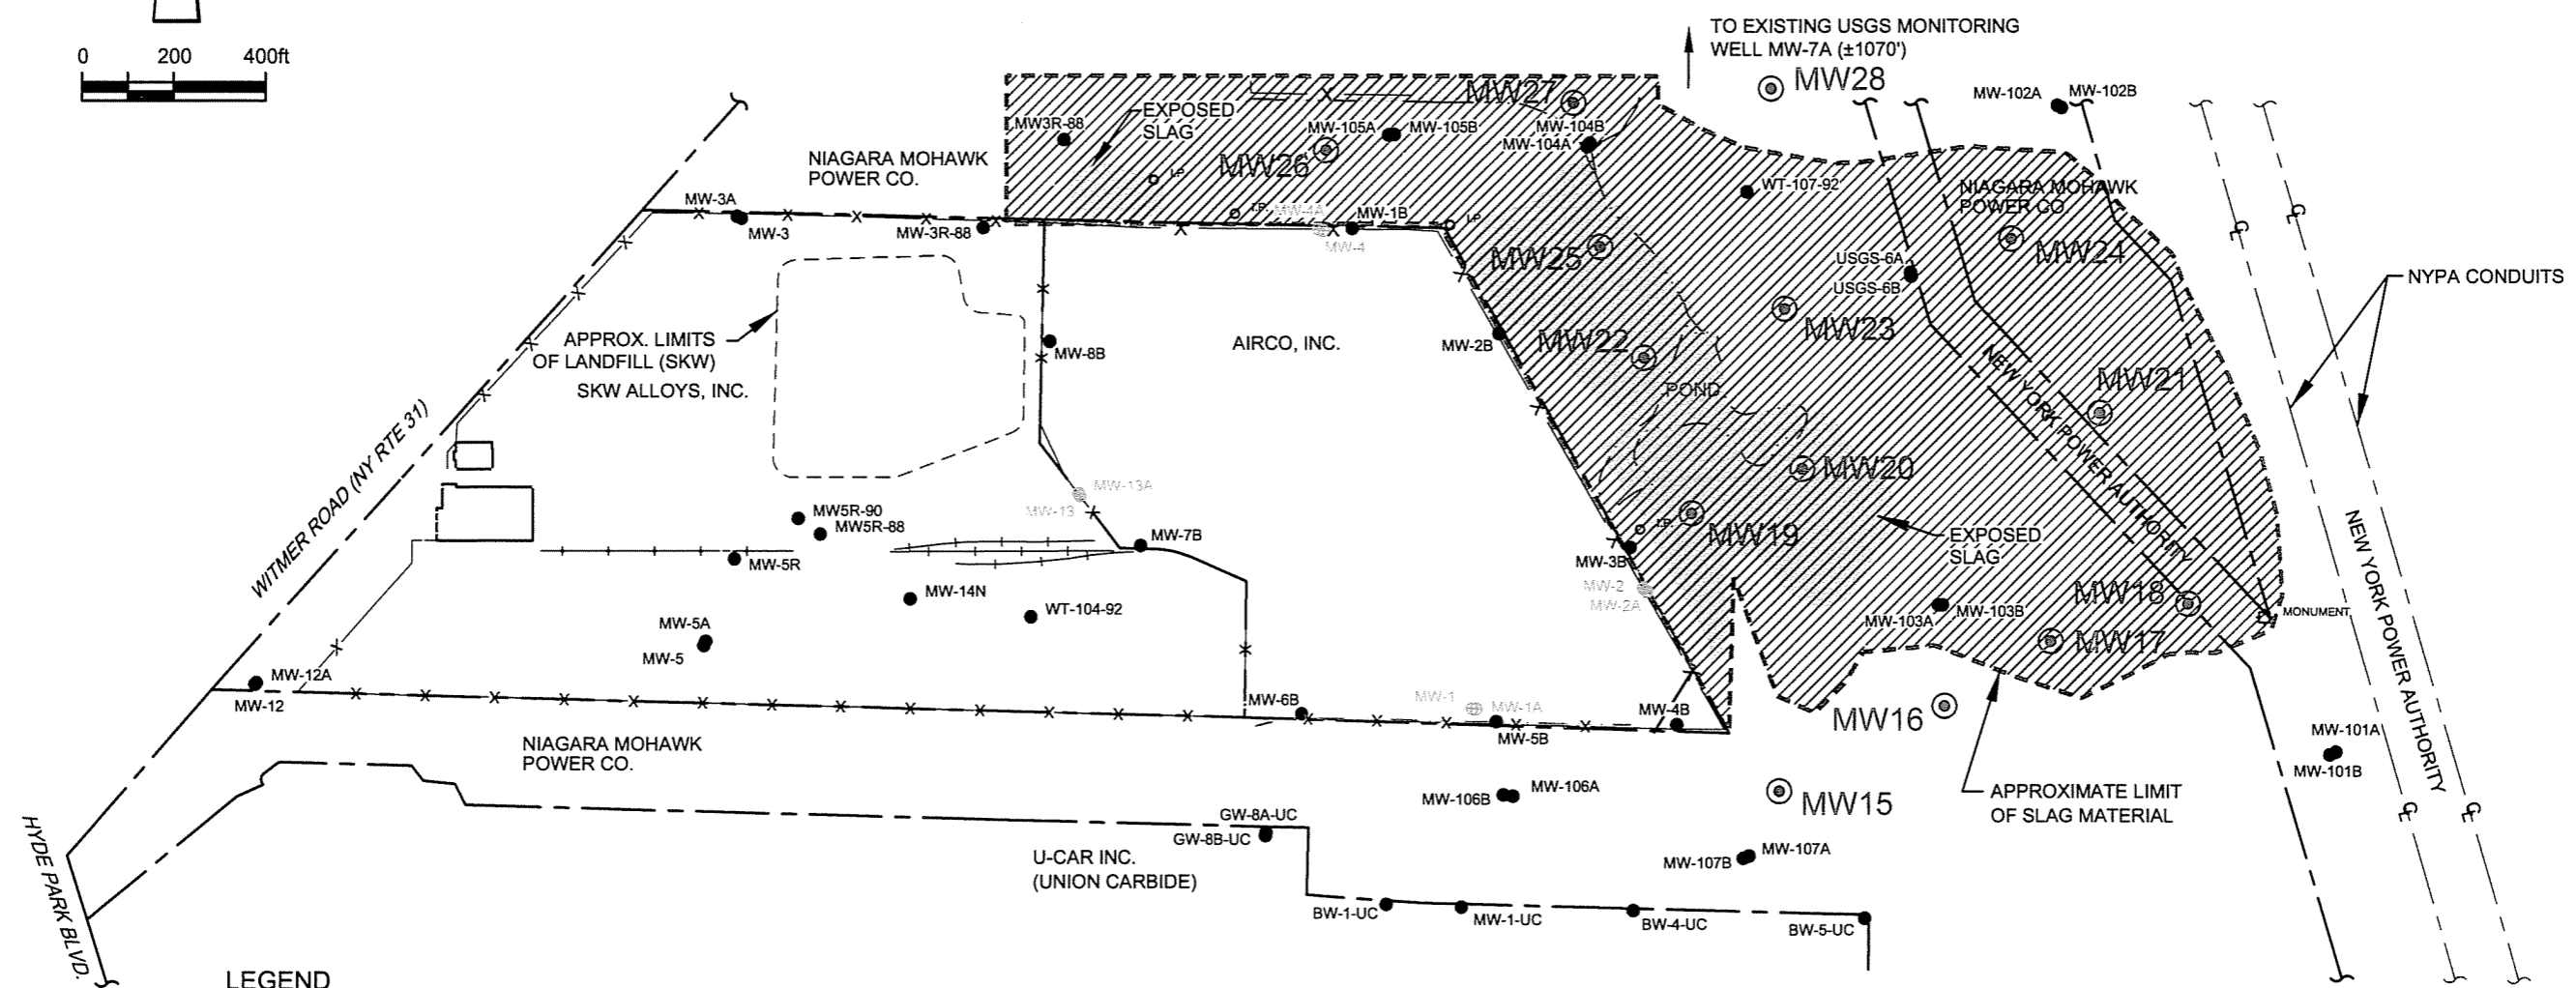 0 200 400ft
TO EXISTING USGS MONITORING
WELL MW-7A (±1070')
MW28
MW27
MW-102A
MW-102B
EXPOSED
SLAG
MW3R-88
MW-105A
MW-105B
MW-104B
MW-104A
MW26
NIAGARA MOHAWK
POWER CO.
I.P.
WT-107-92
NIAGARA MOHAWK
POWER CO.
MW-3A
MW-3
MW-3R-88
I.P.
MW-4A
MW-4
MW-1B
I.P.
MW25
MW24
USGS-6A
USGS-6B
NYPA CONDUITS
APPROX. LIMITS
OF LANDFILL (SKW)
SKW ALLOYS, INC.
MW-8B
AIRCO, INC.
MW-2B
MW22
MW23
POND
MW21
NEW YORK POWER AUTHORITY
WITMER ROAD (NY RTE 31)
MW20
MW-13A
MW-13
MW5R-90
MW5R-88
MW-5R
MW-7B
I.P.
MW19
EXPOSED
SLAG
NEW YORK POWER AUTHORITY
MW-3B
MW-2
MW-2A
MW-14N
WT-104-92
MW18
MW-103A
MW-103B
MONUMENT
MW17
MW-5A
MW-5
MW-12A
MW-12
MW-6B
MW-1
MW-1A
MW-5B
MW-4B
MW16
NIAGARA MOHAWK
POWER CO.
MW-101A
MW-101B
MW-106B
MW-106A
MW15
APPROXIMATE LIMIT
OF SLAG MATERIAL
GW-8A-UC
GW-8B-UC
U-CAR INC.
(UNION CARBIDE)
MW-107B
MW-107A
HYDE PARK BLVD.
BW-1-UC
MW-1-UC
BW-4-UC
BW-5-UC
LEGEND